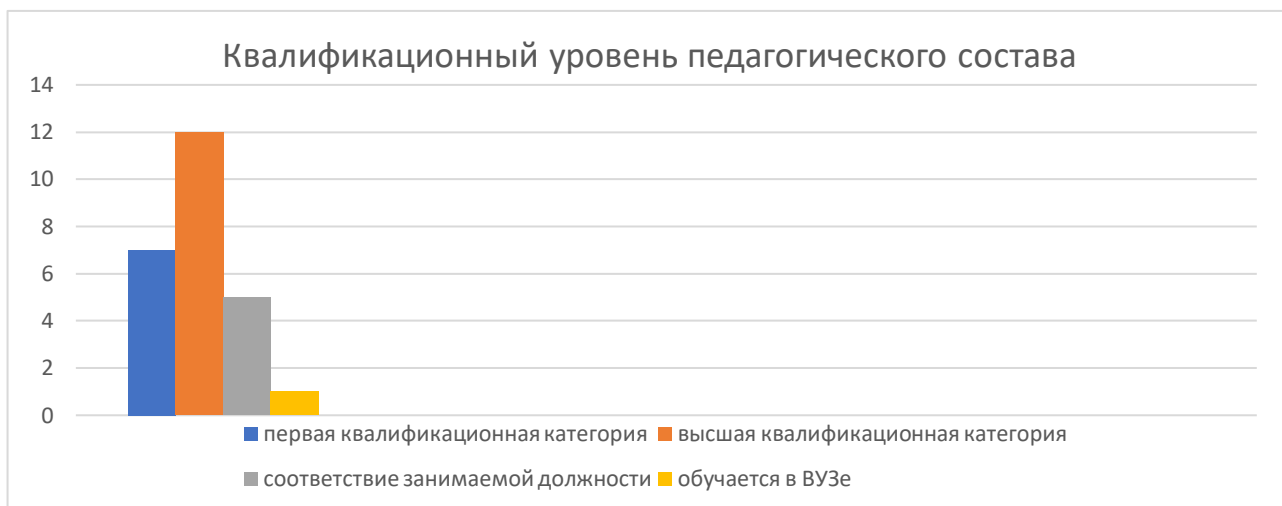 Квалификационный уровень педагогического состава
14
12
10
8
6
4
2
0
первая квалификационная категория высшая квалификационная категория
соответствие занимаемой должности обучается в ВУЗе